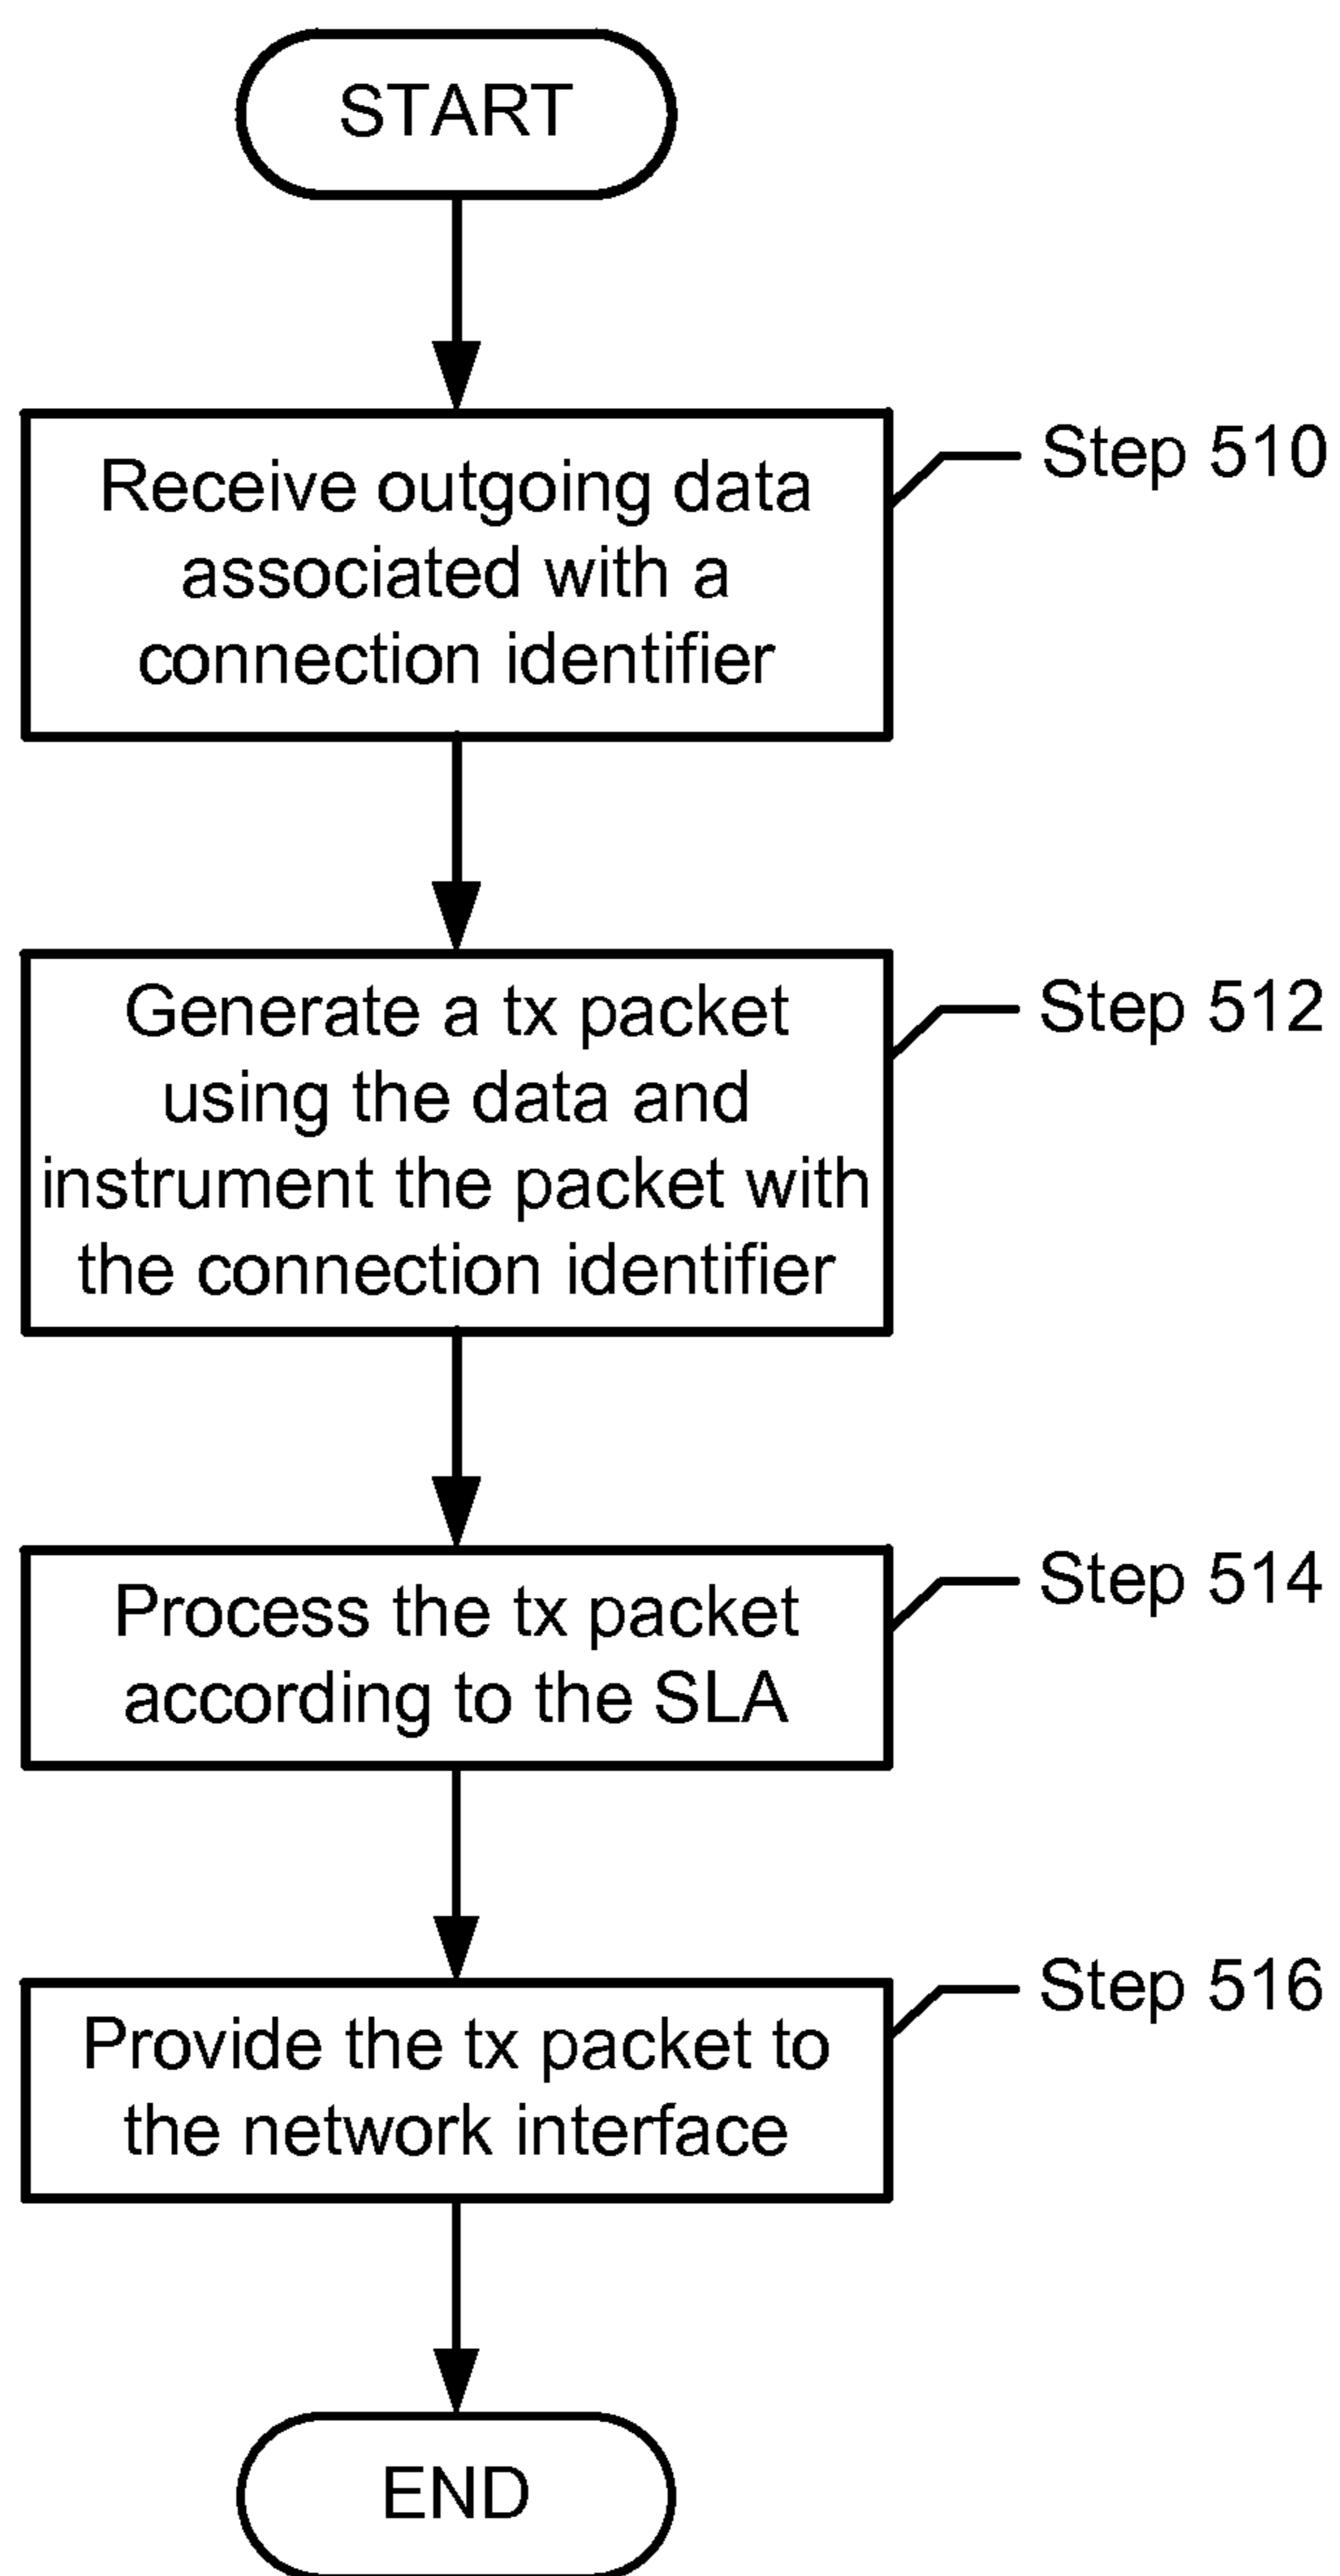 START
Receive outgoing data
associated with a
connection identifier
Step 510
Generate a tx packet
using the data and
instrument the packet with
the connection identifier
Step 512
Process the tx packet
according to the SLA
Step 514
Provide the tx packet to
the network interface
Step 516
END